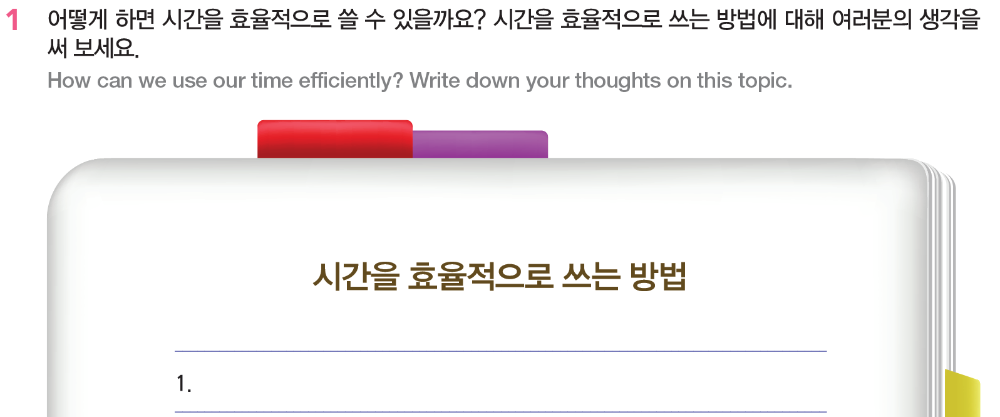 1 어떻게 하면 시간을 효율적으로 쓸 수 있을까요? 시간을 효율적으로 쓰는 방법에 대해 여러분의 생각을
써 보세요.
How can we use our time efficiently? Write down your thoughts on this topic.
시간을 효율적으로 쓰는 방법
1.